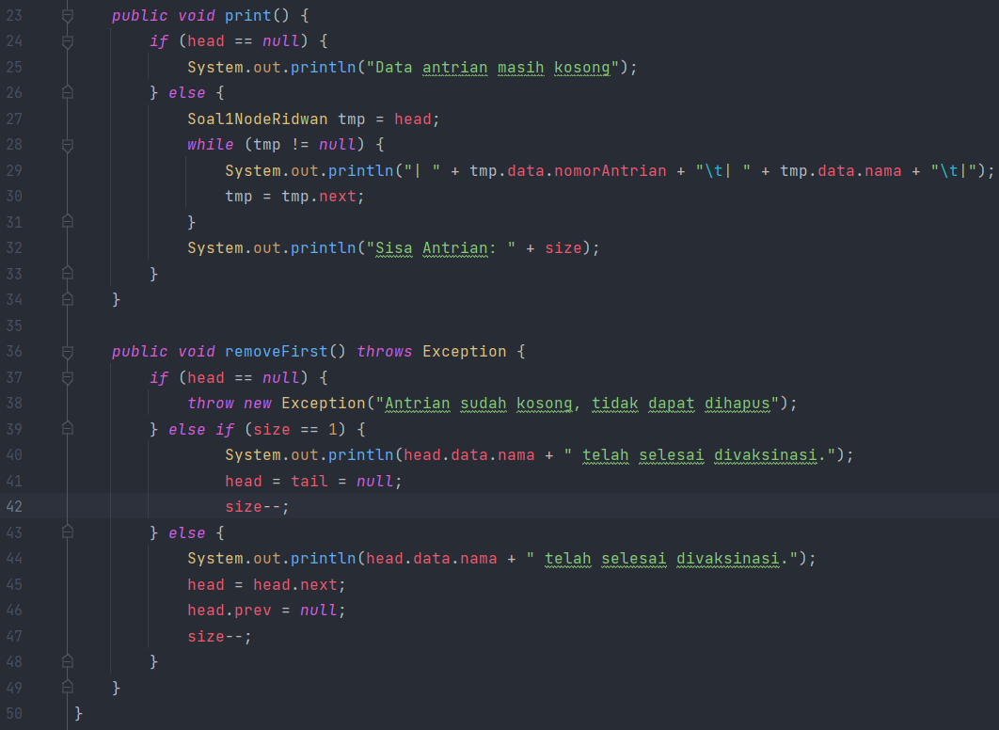 23 public void print() {
24 if (head == null) {
25 System.out.println("Data antrian masih kosong");
26 } else {
27 Soal1NodeRidwan tmp = head;
28 while (tmp != null) {
29 System.out.println("| " + tmp.data.nomorAntrian + "\t| " + tmp.data.nama + "\t|");
30 tmp = tmp.next;
31 }
32 System.out.println("Sisa Antrian: " + size);
33 }
34 }
35
36 public void removeFirst() throws Exception {
37 if (head == null) {
38 throw new Exception("Antrian sudah kosong, tidak dapat dihapus");
39 } else if (size == 1) {
40 System.out.println(head.data.nama + " telah selesai divaksinasi.");
41 head = tail = null;
42 size--;
43 } else {
44 System.out.println(head.data.nama + " telah selesai divaksinasi.");
45 head = head.next;
46 head.prev = null;
47 size--;
48 }
49 }
50 }